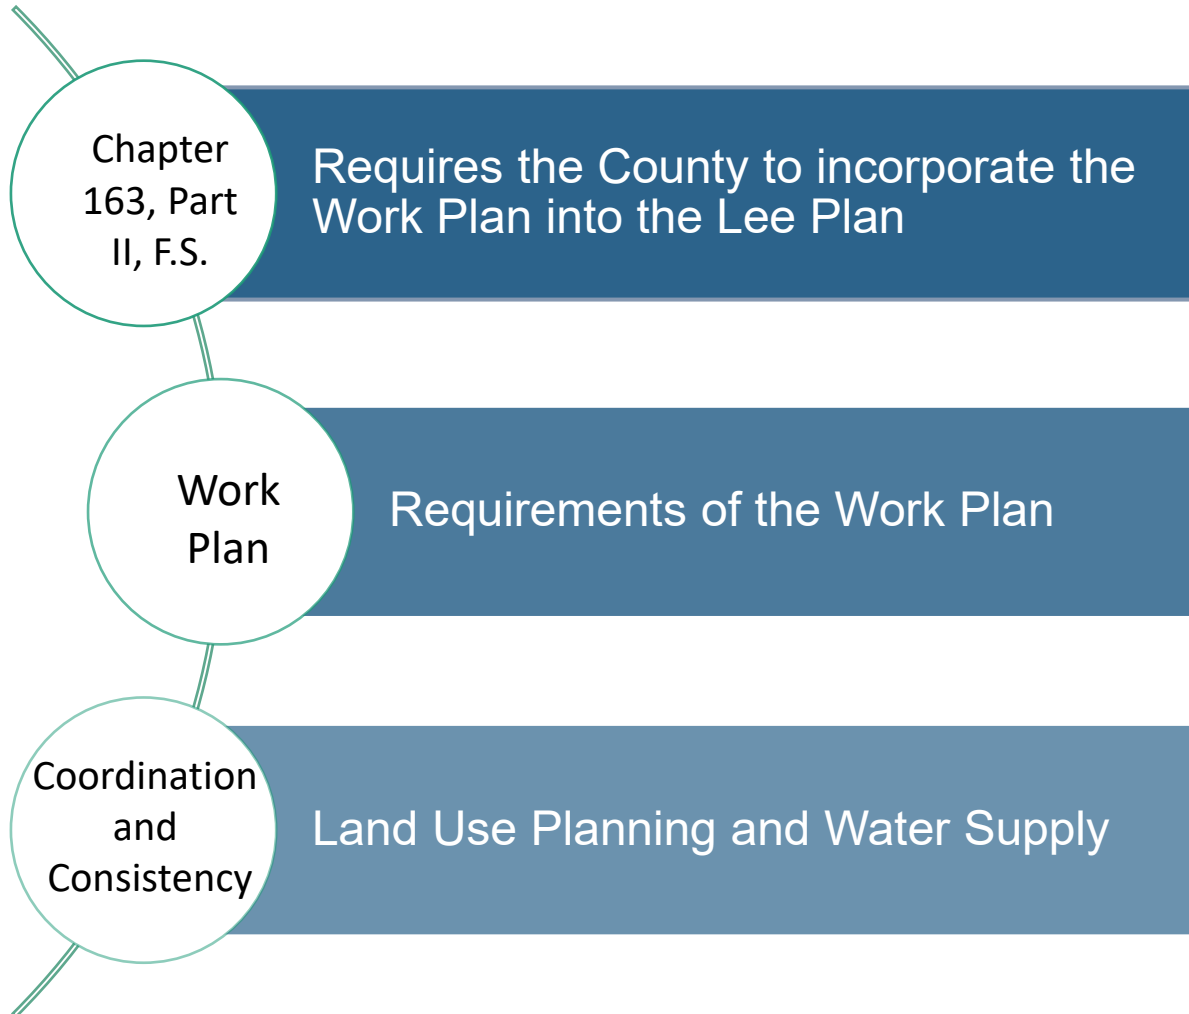 Chapter
163, Part
II, F.S.
Requires the County to incorporate the
Work Plan into the Lee Plan
Work
Plan
Requirements of the Work Plan
Coordination
and
Consistency
Land Use Planning and Water Supply